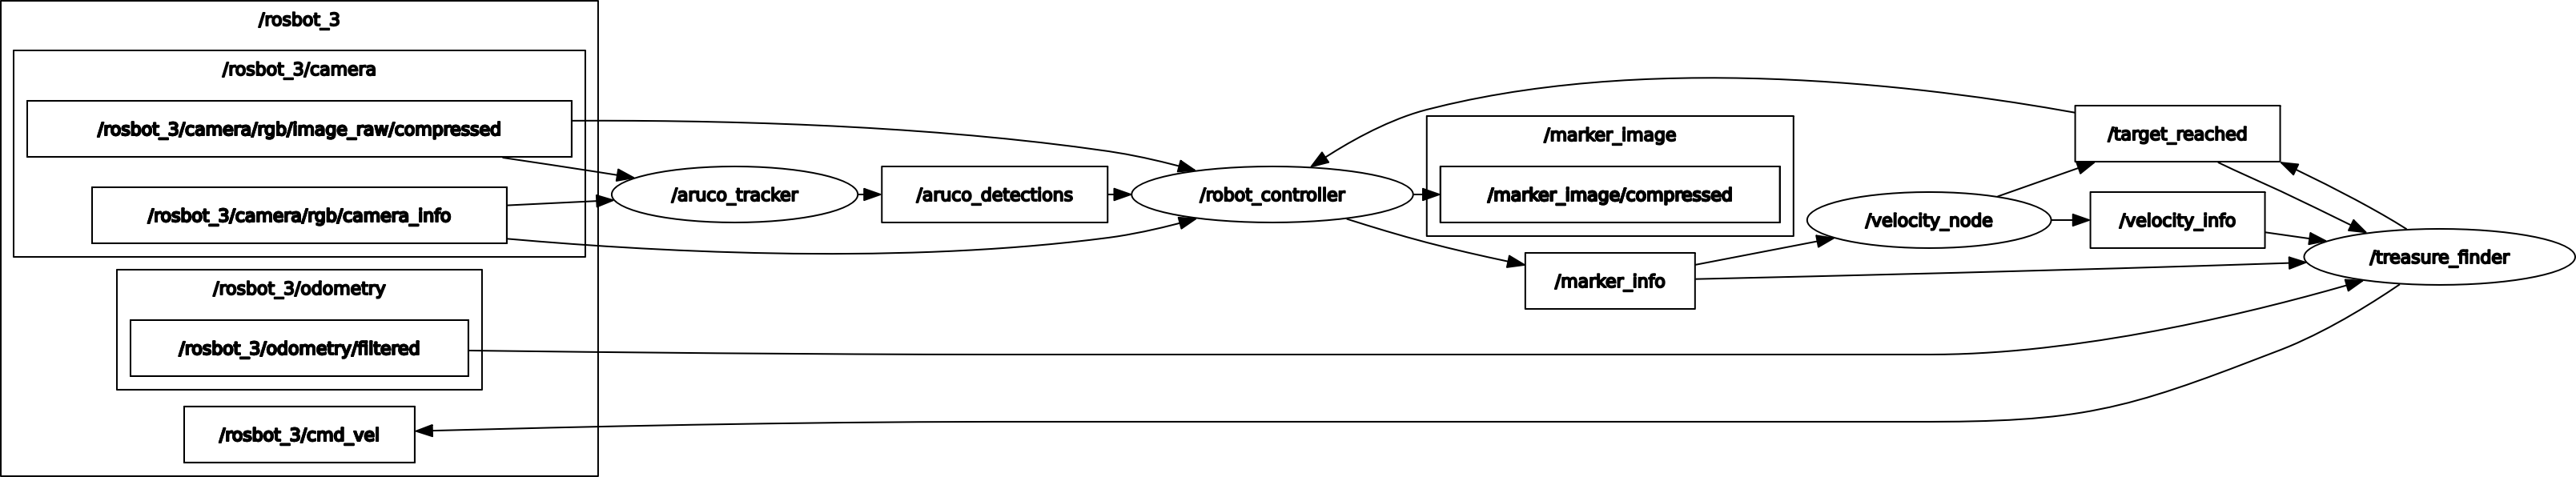 /rosbot_3
/rosbot_3/camera
/rosbot_3/camera/rgb/image_raw/compressed
/rosbot_3/camera/rgb/camera_info
/rosbot_3/odometry
/rosbot_3/odometry/filtered
/rosbot_3/cmd_vel
/aruco_tracker
/aruco_detections
/robot_controller
/marker_image
/marker_image/compressed
/marker_info
/velocity_node
/target_reached
/velocity_info
/treasure_finder